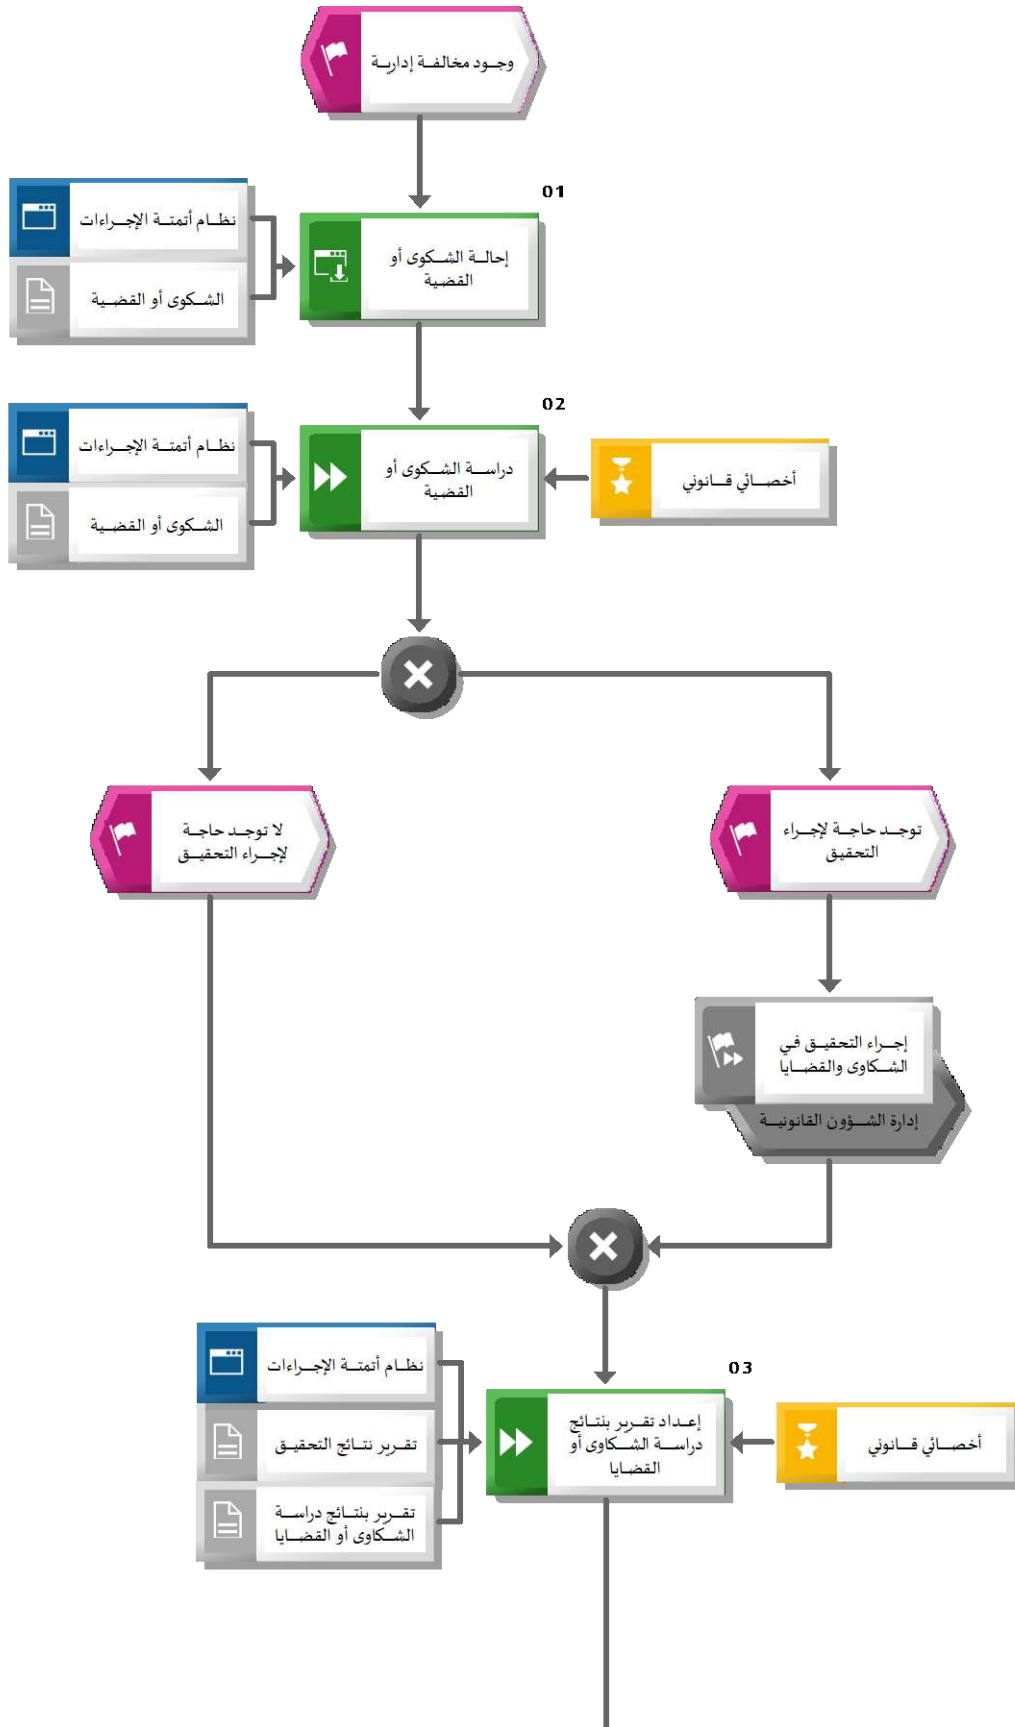 وجود مخالفة إدارية
01
نظام أتمتة الإجراءات
إحالة الشكوى أو
القضية
الشكوى أو القضية
02
نظام أتمتة الإجراءات
دراسة الشكوى أو
القضية
أخصائي قانوني
الشكوى أو القضية
توجد حاجة لإجراء
التحقيق
لا توجد حاجة
لإجراء التحقيق
إجراء التحقيق في
الشكاوى والقضايا
إدارة الشؤون القانونية
03
نظام أتمتة الإجراءات
أخصائي قانوني
إعداد تقرير بنتائج
دراسة الشكاوى أو
القضايا
تقرير نتائج التحقيق
تقرير بنتائج دراسة
الشكاوى أو القضايا